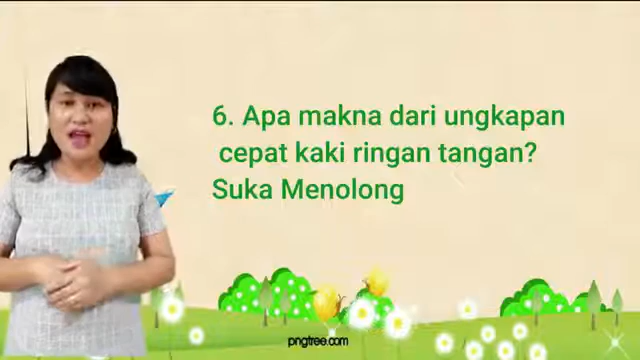 6. Apa makna dari ungkapan
cepat kaki ringan tangan?
Suka Menolong
pngtree.com